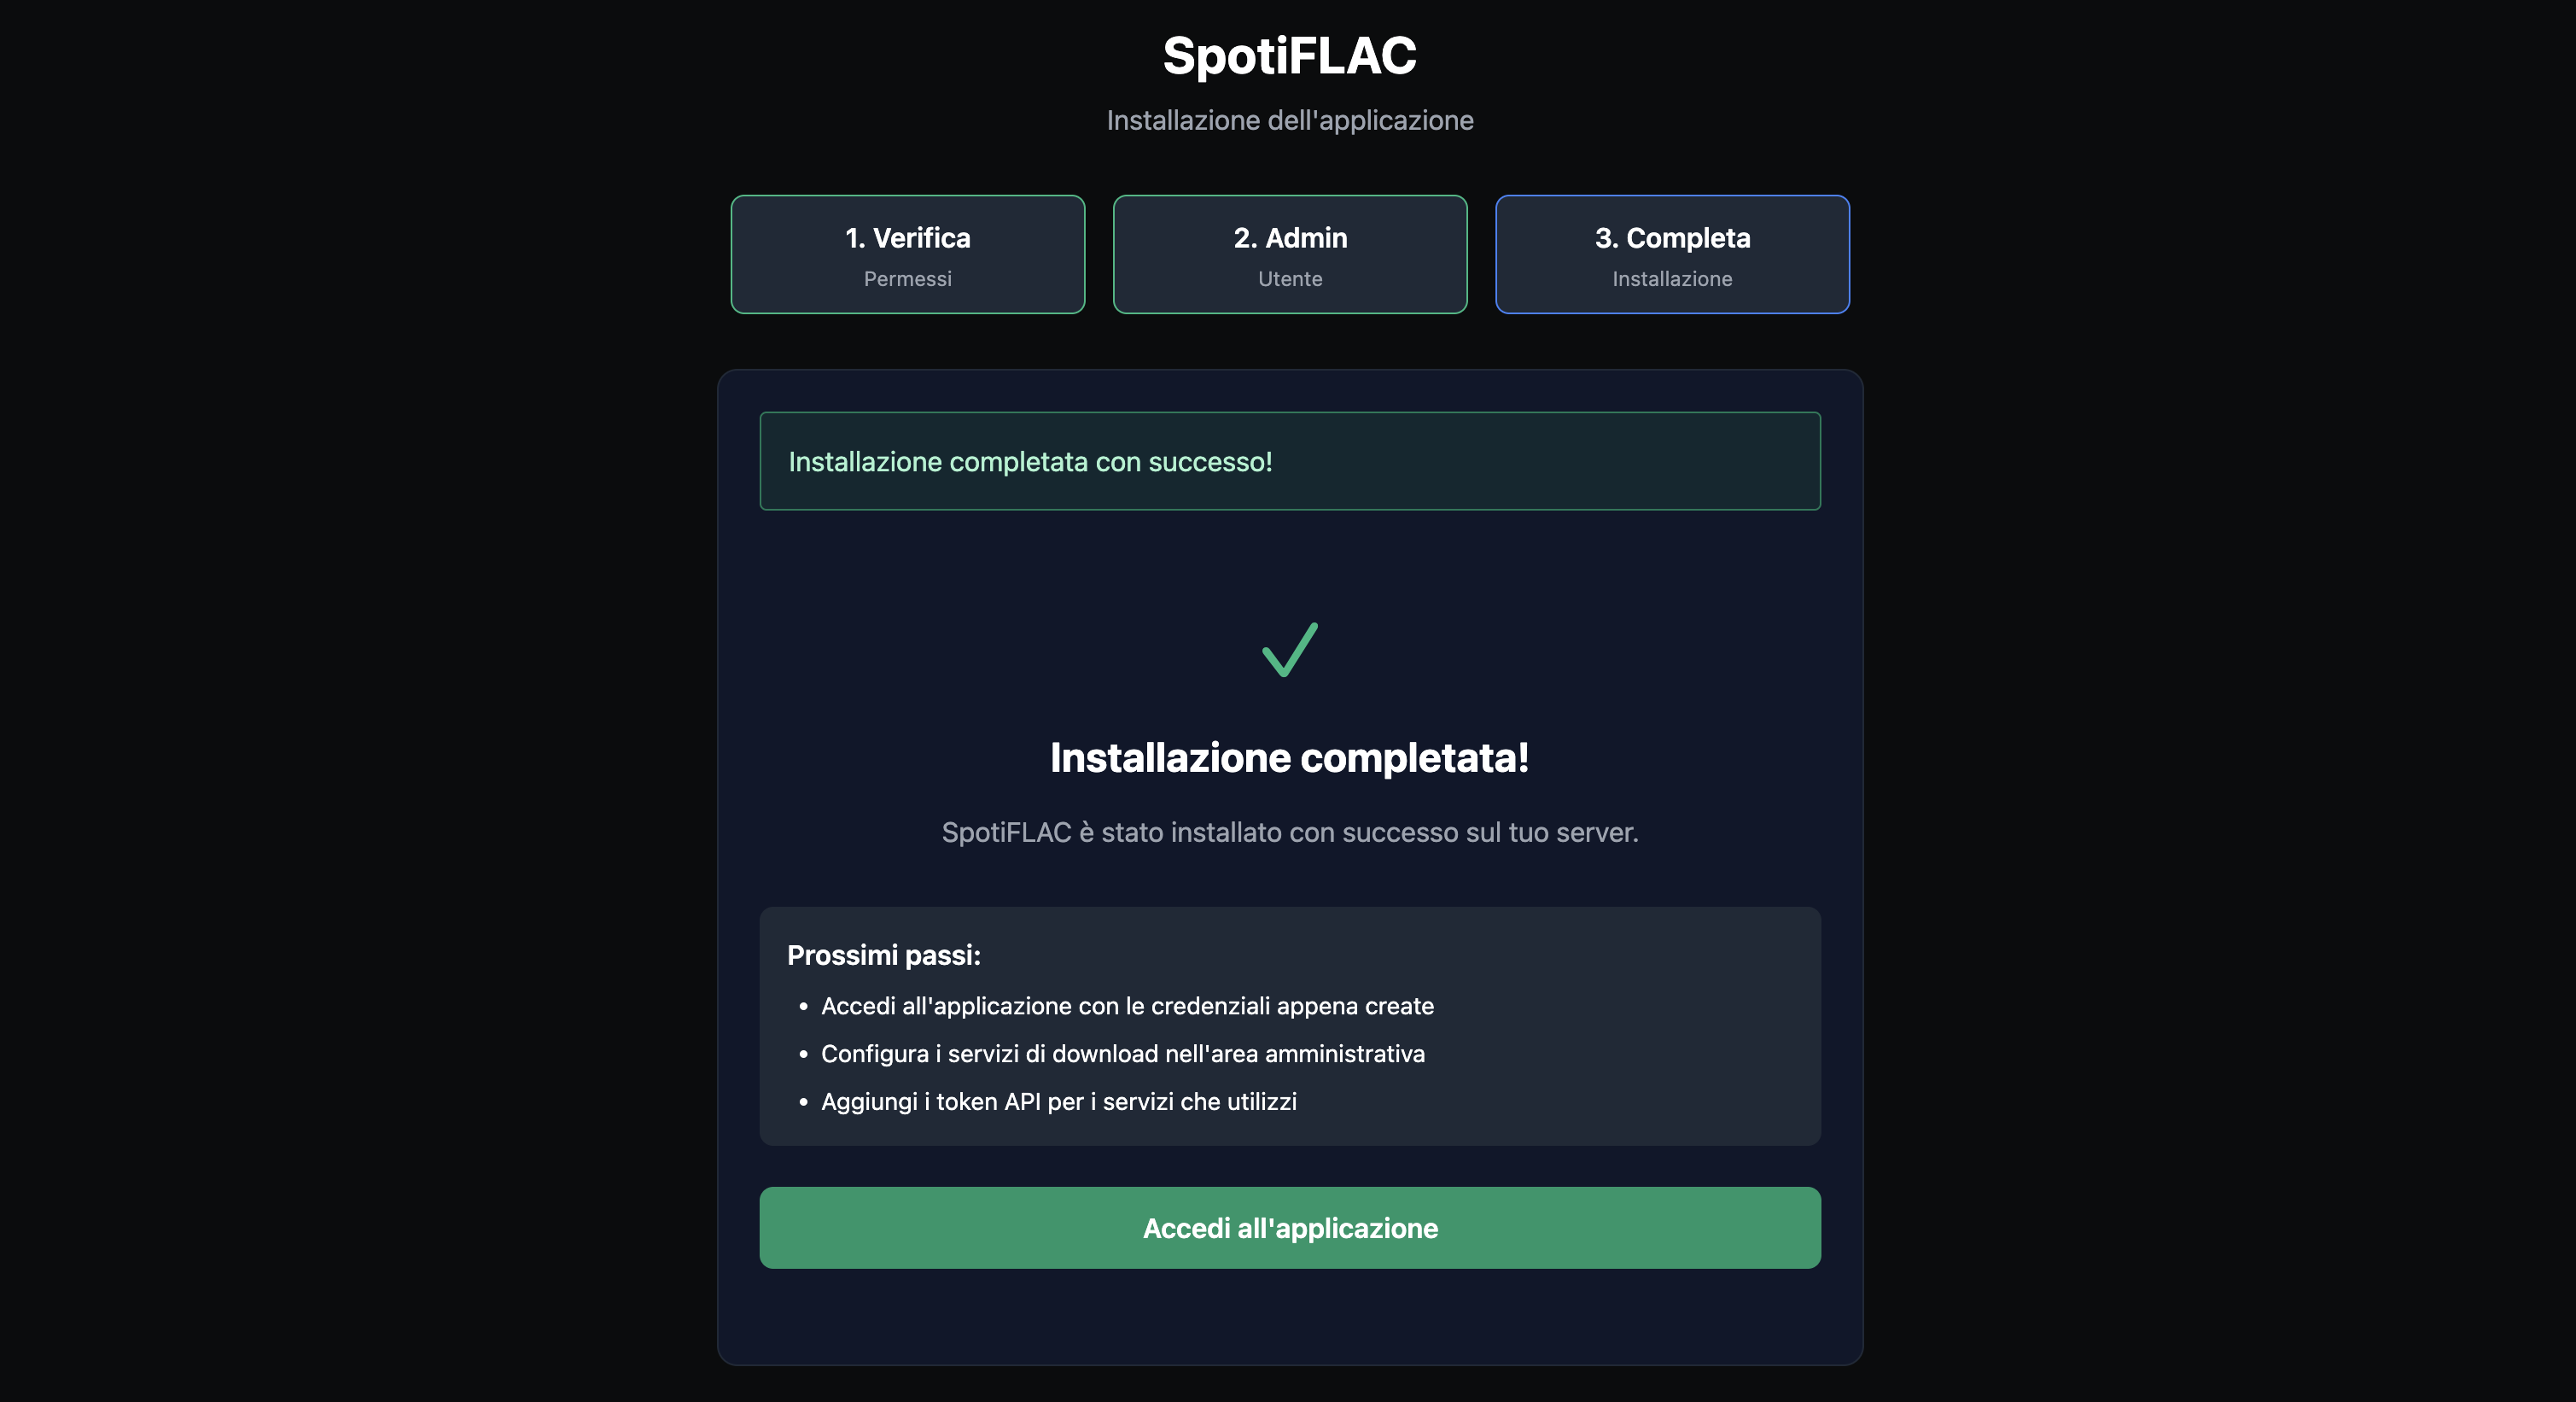 SpotiFLAC
Installazione dell'applicazione
1. Verifica
Permessi
2. Admin
Utente
3. Completa
Installazione
Installazione completata con successo!
Installazione completata!
SpotiFLAC è stato installato con successo sul tuo server.
Prossimi passi:
• Accedi all'applicazione con le credenziali appena create
• Configura i servizi di download nell'area amministrativa
• Aggiungi i token API per i servizi che utilizzi
Accedi all'applicazione